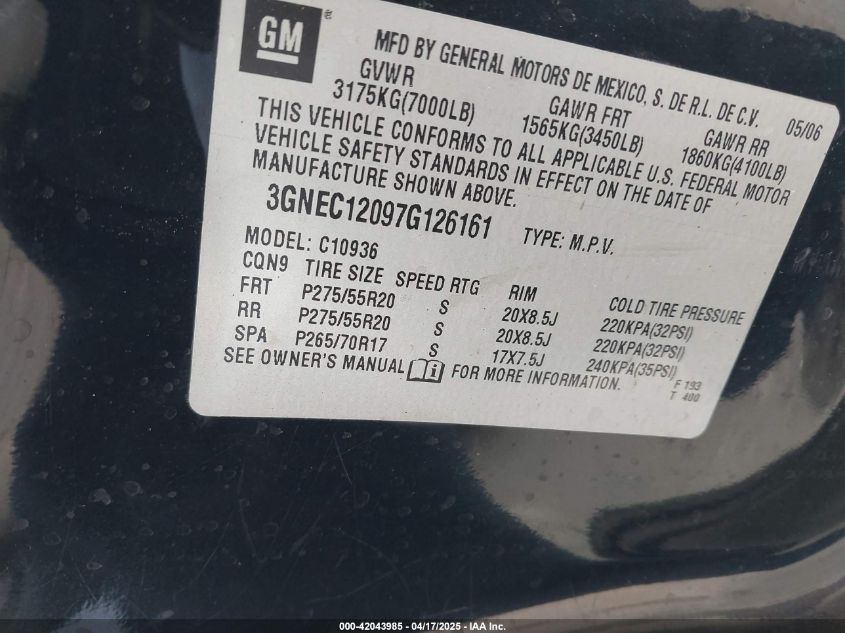 GM®
MFD BY GENERAL MOTORS DE MEXICO, S. DE R.L. DE C.V. 05/06
GVWR GAWR FRT GAWR RR
3175KG(7000LB) 1565KG(3450LB) 1860KG(4100LB)
THIS VEHICLE CONFORMS TO ALL APPLICABLE U.S. FEDERAL MOTOR
VEHICLE SAFETY STANDARDS IN EFFECT ON THE DATE OF
MANUFACTURE SHOWN ABOVE.
3GNEC12097G126161 TYPE: M.P.V.
MODEL: C10936
CQN9 TIRE SIZE SPEED RTG RIM COLD TIRE PRESSURE
FRT P275/55R20 S 20X8.5J 220KPA(32PSI)
RR P275/55R20 S 20X8.5J 220KPA(32PSI)
SPA P265/70R17 S 17X7.5J 240KPA(35PSI)
SEE OWNER'S MANUAL FOR MORE INFORMATION.
F 193
T 400
000-42043985 - 04/17/2025 - IAA Inc.